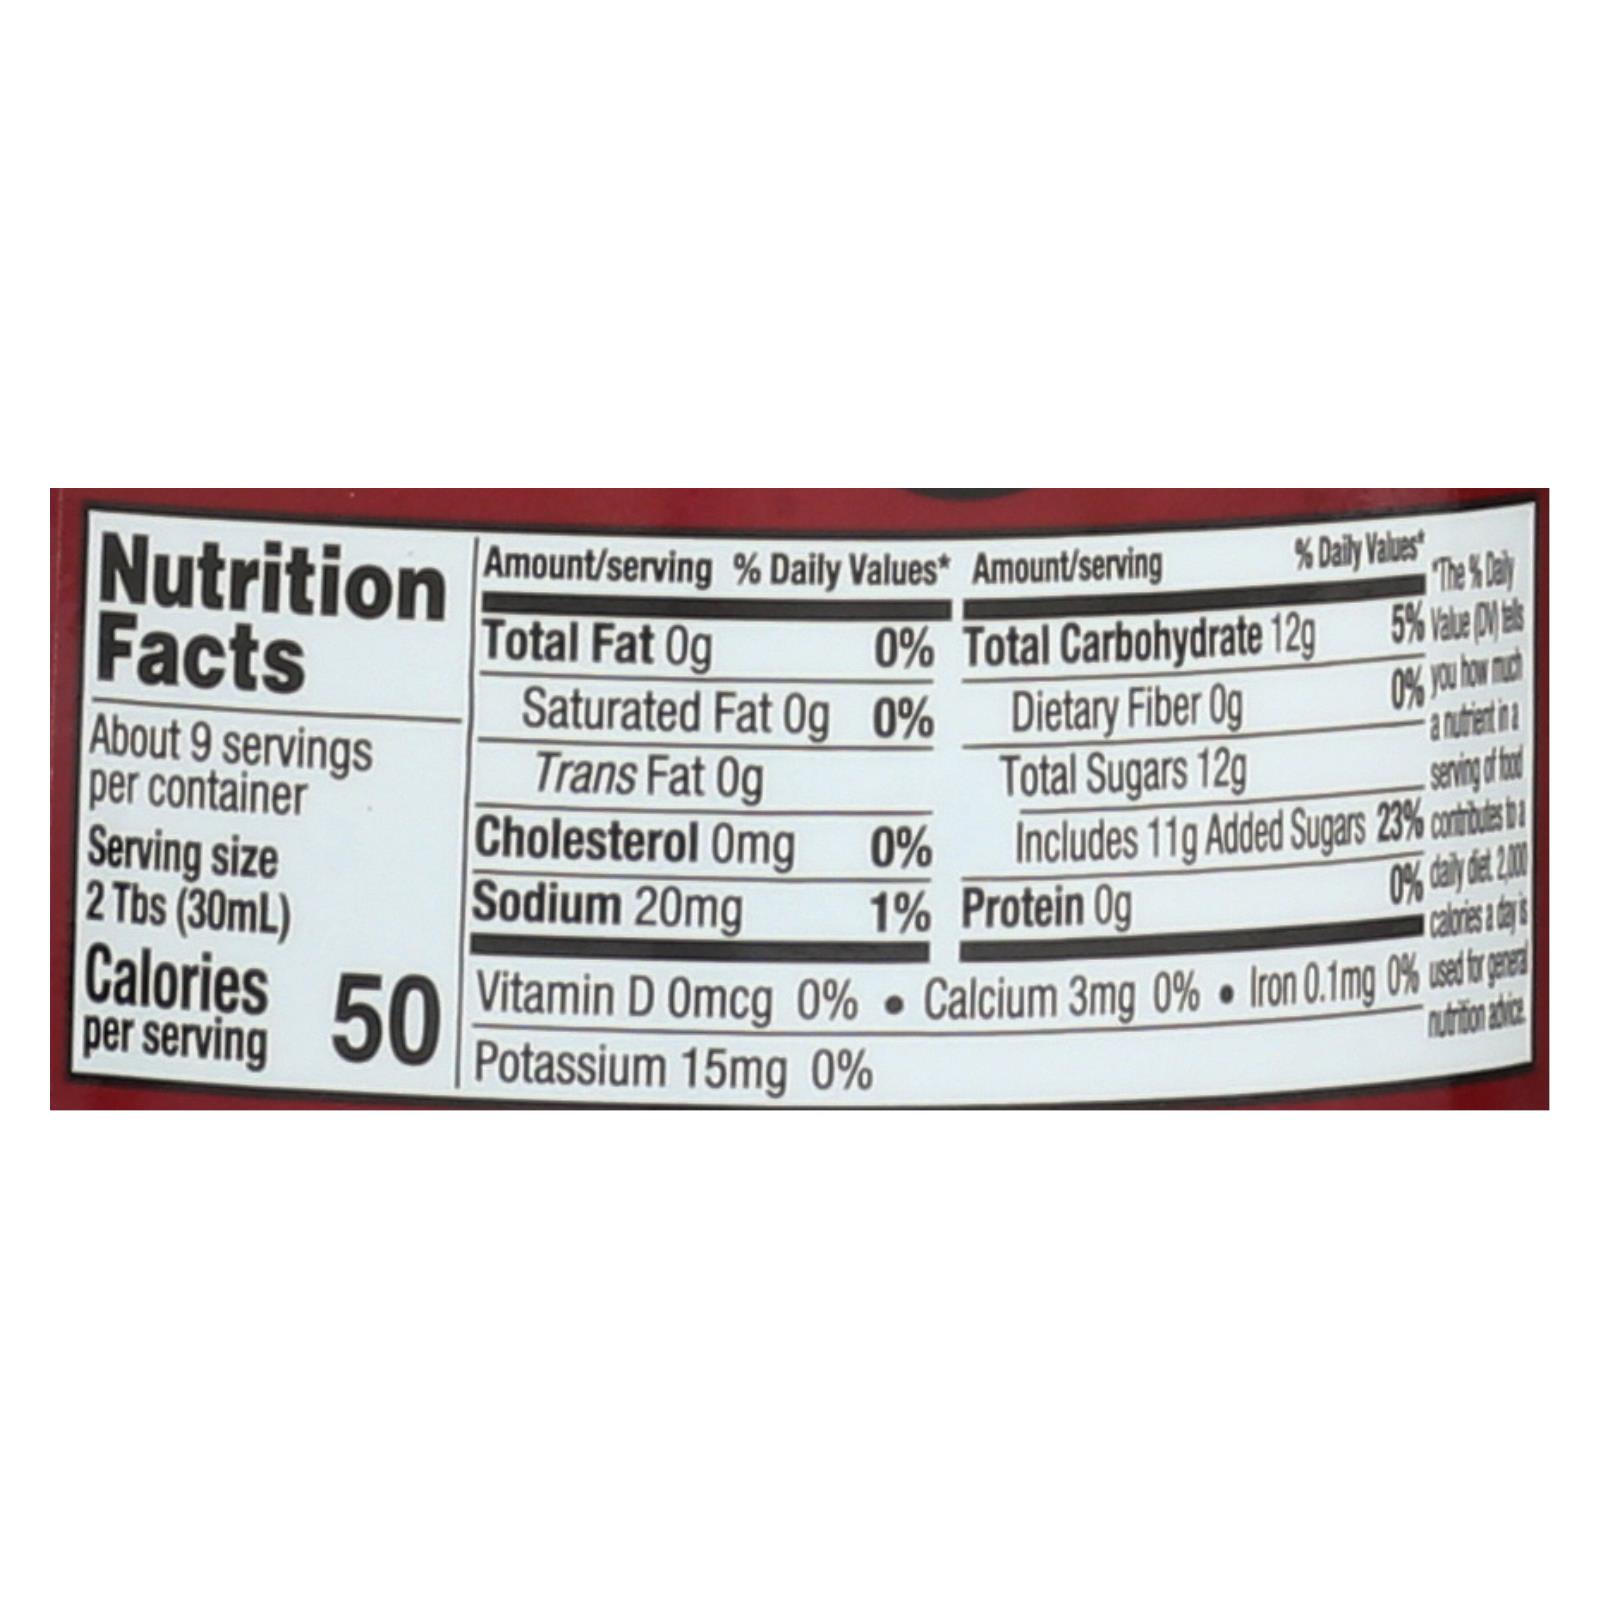 Nutrition
Facts
About 9 servings
per container
Serving size
2 Tbs (30mL)
Calories
per serving 50
Amount/serving % Daily Values*
Total Fat 0g 0%
Saturated Fat 0g 0%
Trans Fat 0g
Cholesterol 0mg 0%
Sodium 20mg 1%
Amount/serving % Daily Values*
Total Carbohydrate 12g 5%
Dietary Fiber 0g 0%
Total Sugars 12g
Includes 11g Added Sugars 23%
Protein 0g 0%
Vitamin D 0mcg 0% • Calcium 3mg 0% • Iron 0.1mg 0%
Potassium 15mg 0%
*The % Daily
Value (DV) tells
you how much
a nutrient in a
serving of food
contributes to a
daily diet. 2,000
calories a day is
used for general
nutrition advice.